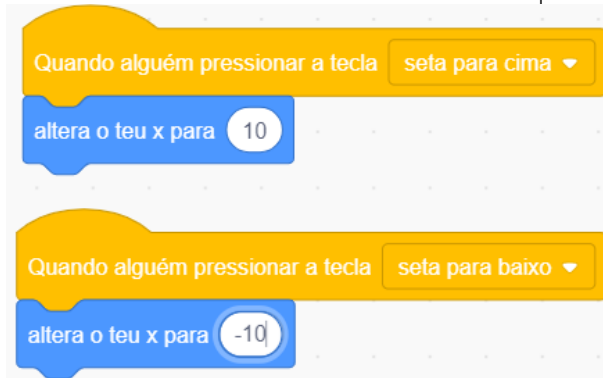 Quando alguém pressionar a tecla seta para cima
altera o teu x para 10
Quando alguém pressionar a tecla seta para baixo
altera o teu x para -10